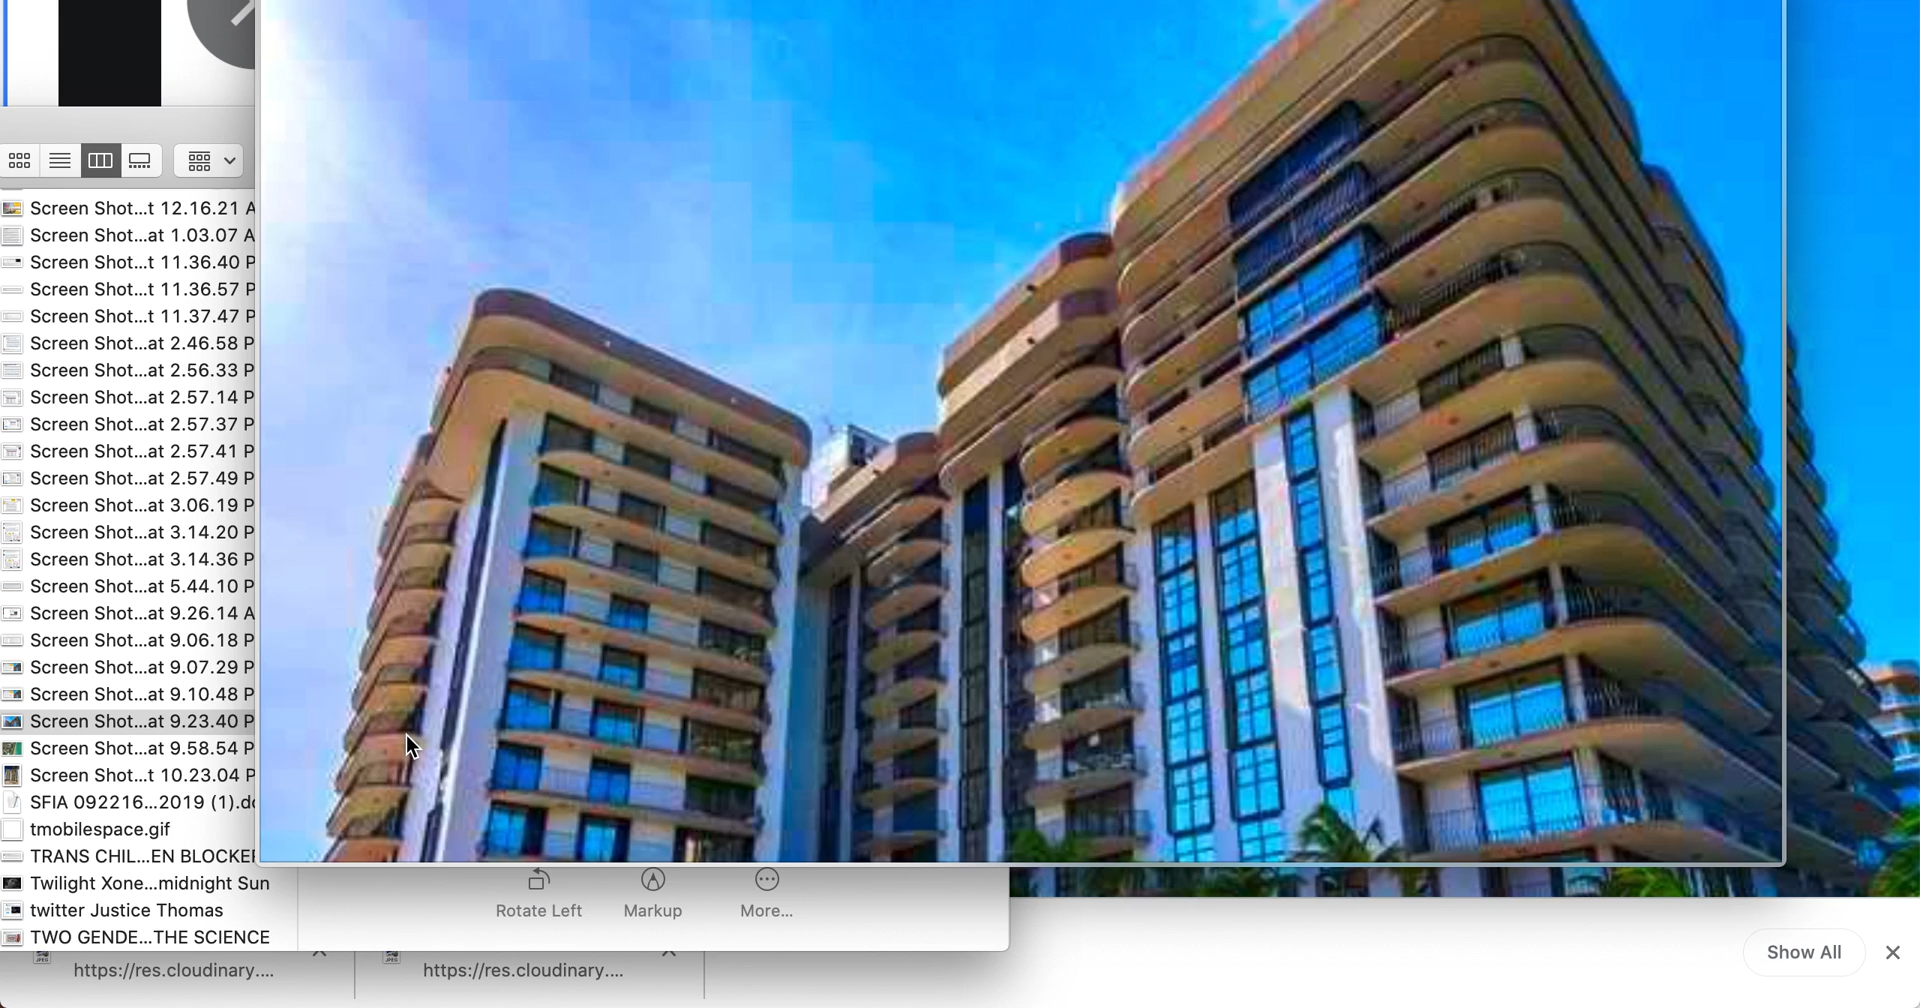 Screen Shot...t 12.16.21 A
Screen Shot...at 1.03.07 A
Screen Shot...t 11.36.40 P
Screen Shot...t 11.36.57 P
Screen Shot...t 11.37.47 P
Screen Shot...at 2.46.58 P
Screen Shot...at 2.56.33 P
Screen Shot...at 2.57.14 P
Screen Shot...at 2.57.37 P
Screen Shot...at 2.57.41 P
Screen Shot...at 2.57.49 P
Screen Shot...at 3.06.19 P
Screen Shot...at 3.14.20 P
Screen Shot...at 3.14.36 P
Screen Shot...at 5.44.10 P
Screen Shot...at 9.26.14 A
Screen Shot...at 9.06.18 P
Screen Shot...at 9.07.29 P
Screen Shot...at 9.10.48 P
Screen Shot...at 9.23.40 P
Screen Shot...at 9.58.54 P
Screen Shot...t 10.23.04 P
SFIA 092216...2019 (1).do
tmobilespace.gif
TRANS CHIL...EN BLOCKER
Twilight Xone...midnight Sun
twitter Justice Thomas
TWO GENDE...THE SCIENCE
Rotate Left
Markup
More...
JPEG
https://res.cloudinary....
JPEG
https://res.cloudinary....
Show All